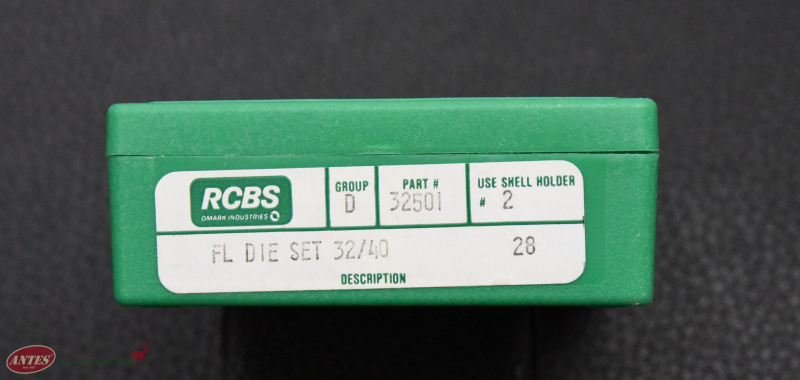 RCBS
OMARK INDUSTRIES
GROUP
D
PART #
32501
USE SHELL HOLDER
# 2
FL DIE SET 32/40 28
DESCRIPTION
ANTES